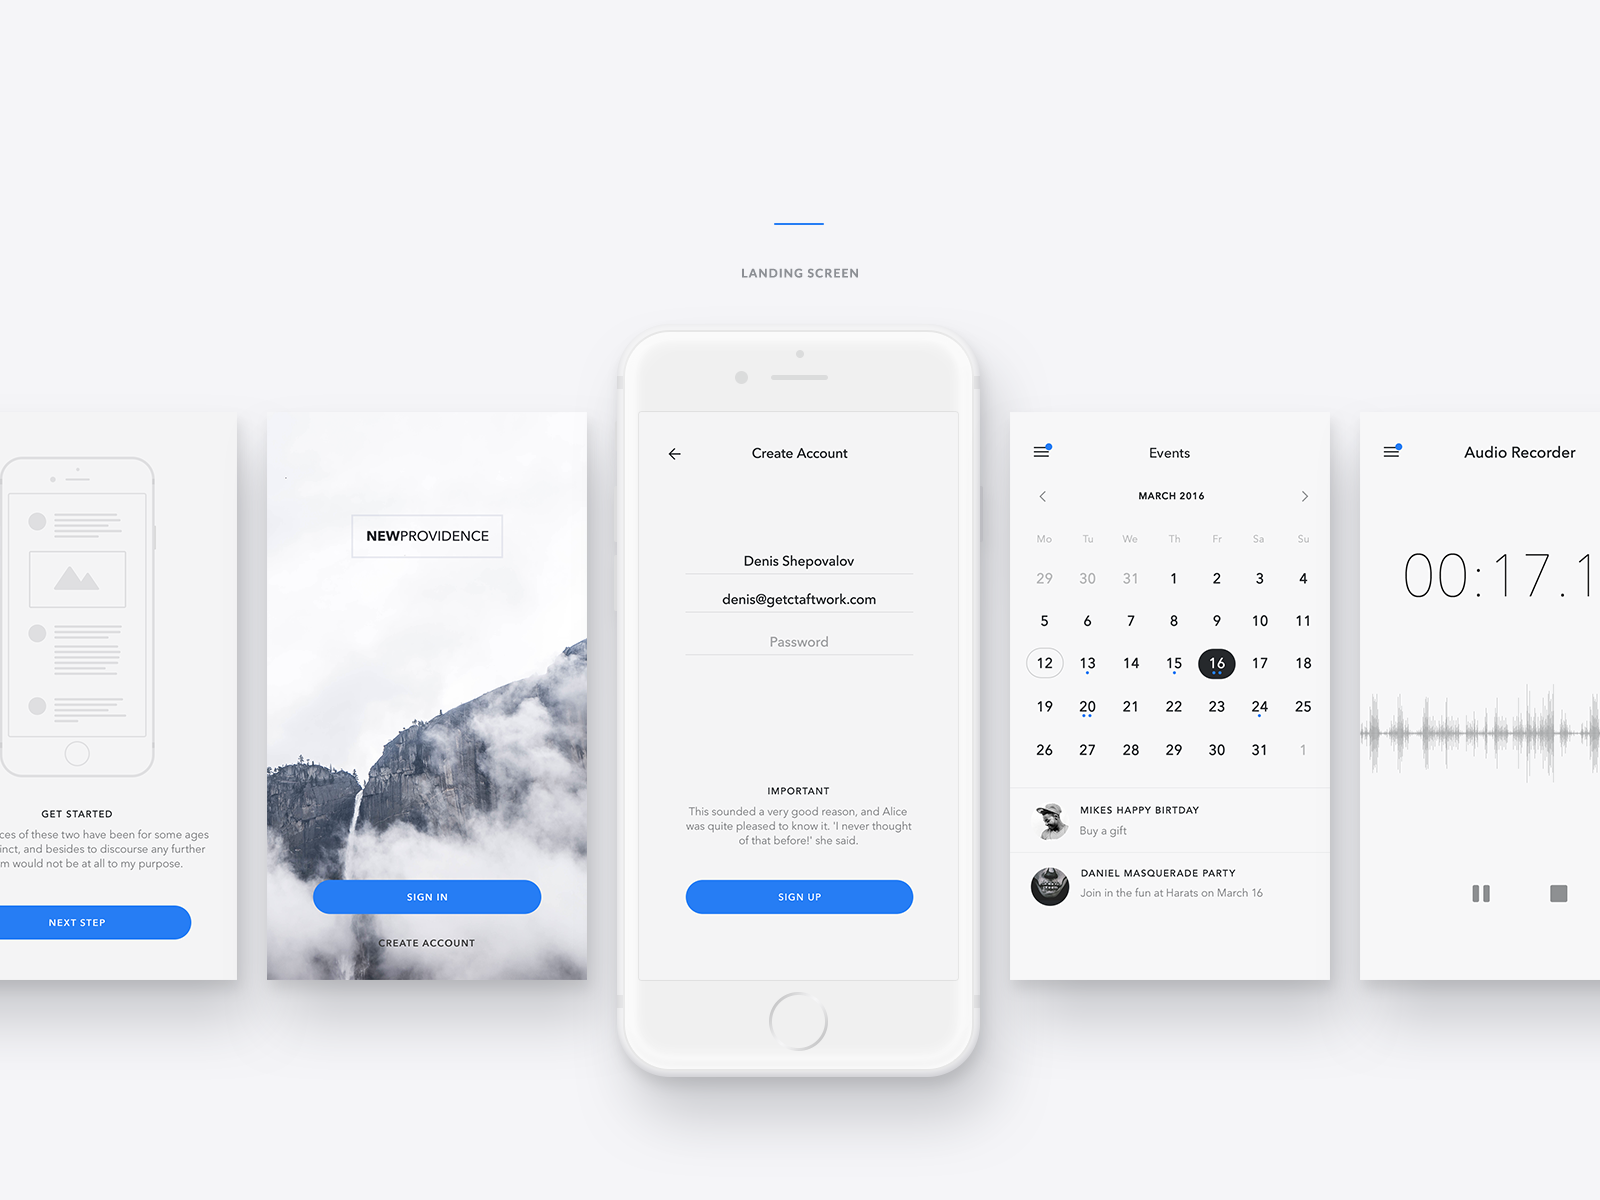 LANDING SCREEN
GET STARTED
ces of these two have been for some ages
inct, and besides to discourse any further
m would not be at all to my purpose.
NEXT STEP
NEWPROVIDENCE
SIGN IN
CREATE ACCOUNT
Create Account
Denis Shepovalov
denis@getctaftwork.com
Password
IMPORTANT
This sounded a very good reason, and Alice
was quite pleased to know it. 'I never thought
of that before!' she said.
SIGN UP
Events
MARCH 2016
Mo Tu We Th Fr Sa Su
29 30 31 1 2 3 4
5 6 7 8 9 10 11
12 13 14 15 16 17 18
19 20 21 22 23 24 25
26 27 28 29 30 31 1
MIKES HAPPY BIRTDAY
Buy a gift
DANIEL MASQUERADE PARTY
Join in the fun at Harats on March 16
Audio Recorder
00:17.1